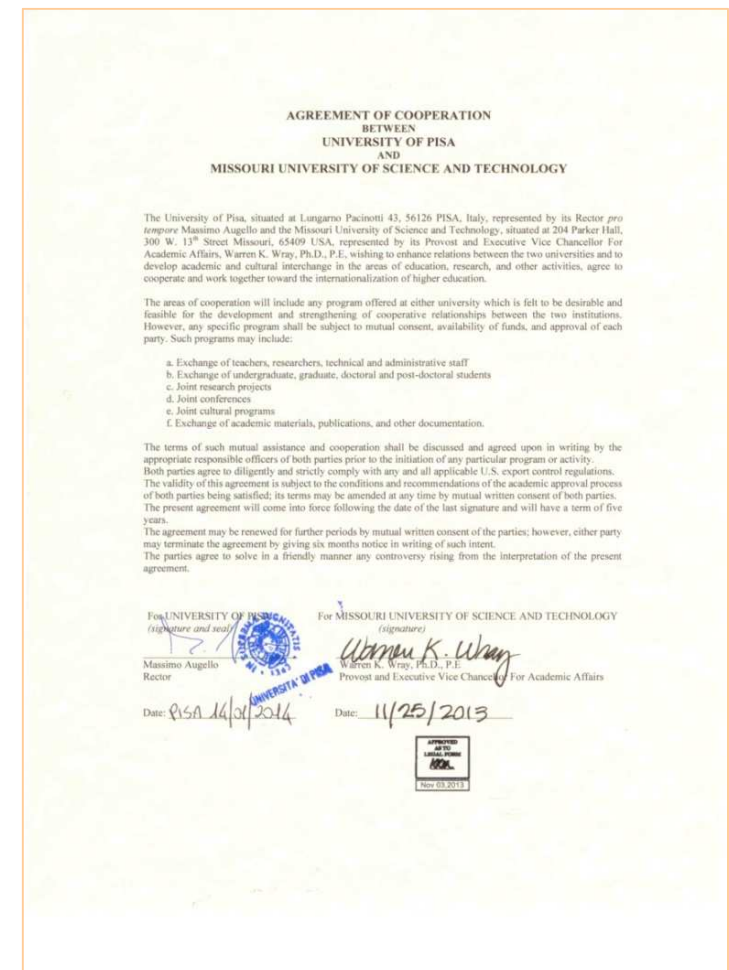 AGREEMENT OF COOPERATION
BETWEEN
UNIVERSITY OF PISA
AND
MISSOURI UNIVERSITY OF SCIENCE AND TECHNOLOGY
The University of Pisa, situated at Lungarno Pacinotti 43, 56126 PISA, Italy, represented by its Rector pro
tempore Massimo Augello and the Missouri University of Science and Technology, situated at 204 Parker Hall,
300 W. 13th Street Missouri, 65409 USA, represented by its Provost and Executive Vice Chancellor For
Academic Affairs, Warren K. Wray, Ph.D., P.E, wishing to enhance relations between the two universities and to
develop academic and cultural interchange in the areas of education, research, and other activities, agree to
cooperate and work together toward the internationalization of higher education.
The areas of cooperation will include any program offered at either university which is felt to be desirable and
feasible for the development and strengthening of cooperative relationships between the two institutions.
However, any specific program shall be subject to mutual consent, availability of funds, and approval of each
party. Such programs may include:
a. Exchange of teachers, researchers, technical and administrative staff
b. Exchange of undergraduate, graduate, doctoral and post-doctoral students
c. Joint research projects
d. Joint conferences
e. Joint cultural programs
f. Exchange of academic materials, publications, and other documentation.
The terms of such mutual assistance and cooperation shall be discussed and agreed upon in writing by the
appropriate responsible officers of both parties prior to the initiation of any particular program or activity.
Both parties agree to diligently and strictly comply with any and all applicable U.S. export control regulations.
The validity of this agreement is subject to the conditions and recommendations of the academic approval process
of both parties being satisfied; its terms may be amended at any time by mutual written consent of both parties.
The present agreement will come into force following the date of the last signature and will have a term of five
years.
The agreement may be renewed for further periods by mutual written consent of the parties; however, either party
may terminate the agreement by giving six months notice in writing of such intent.
The parties agree to solve in a friendly manner any controversy rising from the interpretation of the present
agreement.
For UNIVERSITY OF PISA For MISSOURI UNIVERSITY OF SCIENCE AND TECHNOLOGY
(signature and seal) (signature)
DIGNITATIS
1343
UNIVERSITA' DI PISA
Warren K. Wray
Massimo Augello Warren K. Wray, Ph.D., P.E
Rector Provost and Executive Vice Chancellor For Academic Affairs
Date: PISA 14/01/2014 Date: 11/25/2013
APPROVED
AS TO
LEGAL FORM
Nov 03,2013